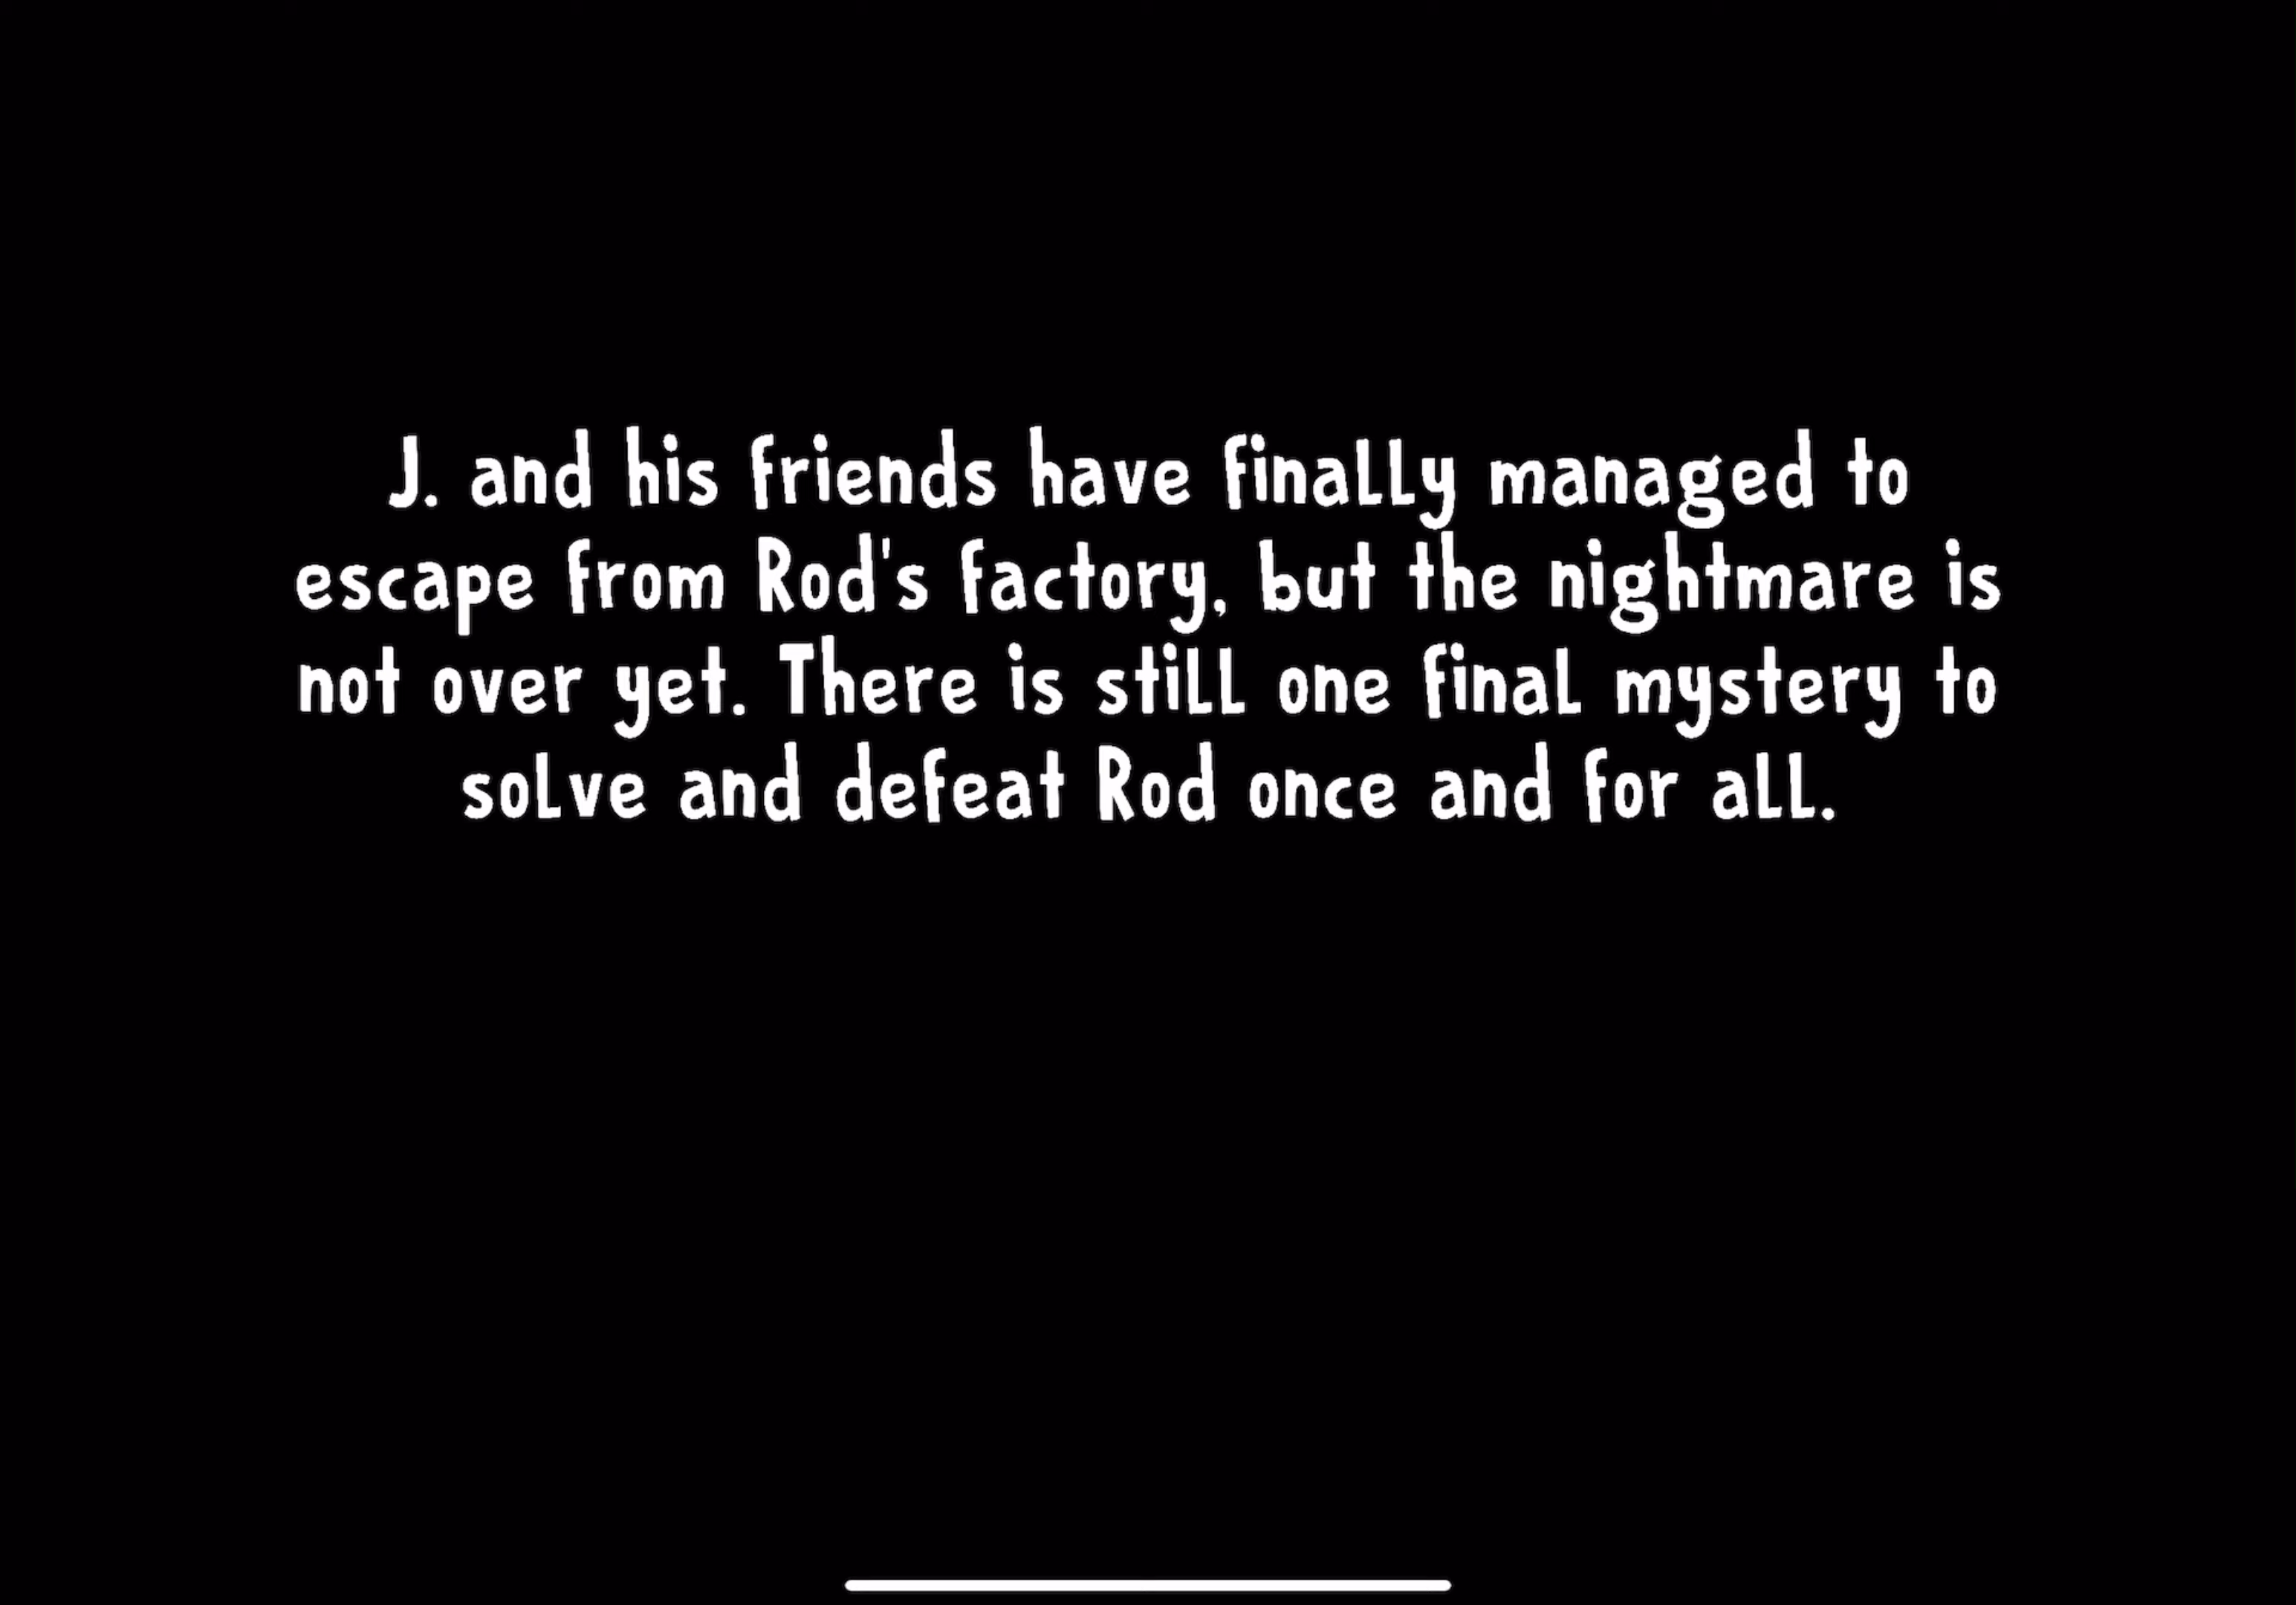 J. and his friends have finally managed to
escape from Rod's factory, but the nightmare is
not over yet. There is still one final mystery to
solve and defeat Rod once and for all.